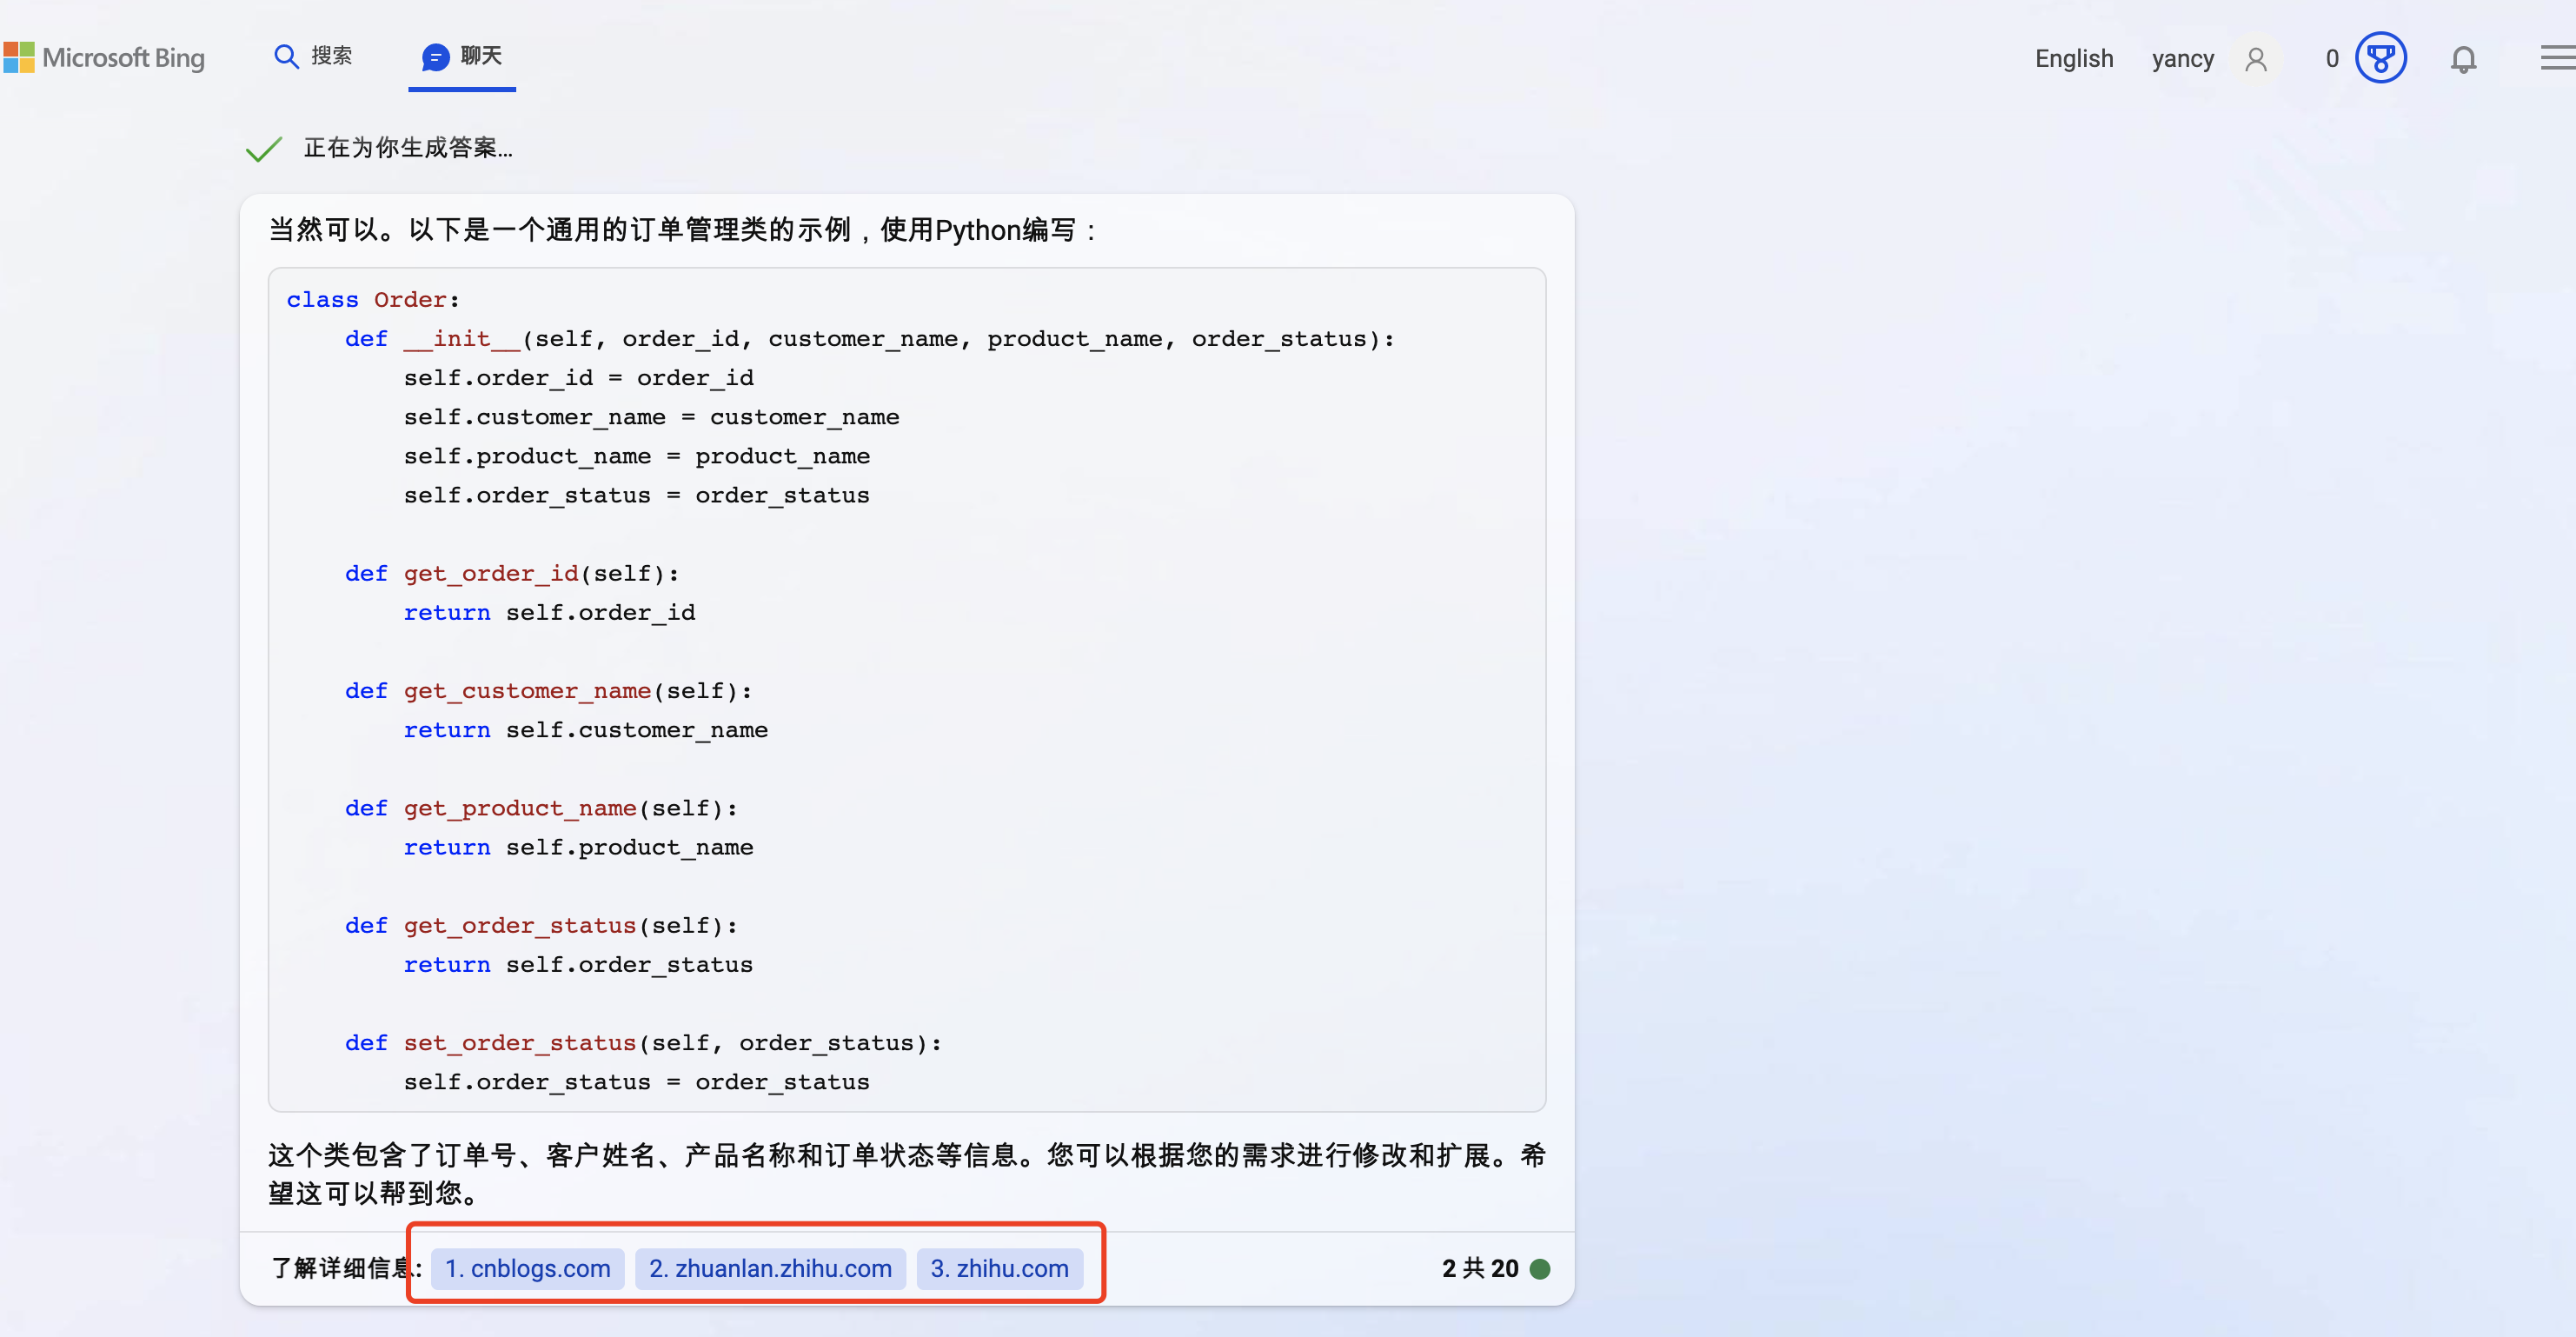 Microsoft Bing
搜索
聊天
English
yancy
0
正在为你生成答案...
当然可以。以下是一个通用的订单管理类的示例，使用Python编写：
class Order:
    def __init__(self, order_id, customer_name, product_name, order_status):
        self.order_id = order_id
        self.customer_name = customer_name
        self.product_name = product_name
        self.order_status = order_status

    def get_order_id(self):
        return self.order_id

    def get_customer_name(self):
        return self.customer_name

    def get_product_name(self):
        return self.product_name

    def get_order_status(self):
        return self.order_status

    def set_order_status(self, order_status):
        self.order_status = order_status
这个类包含了订单号、客户姓名、产品名称和订单状态等信息。您可以根据您的需求进行修改和扩展。希
望这可以帮到您。
了解详细信息: 1. cnblogs.com 2. zhuanlan.zhihu.com 3. zhihu.com
2 共 20